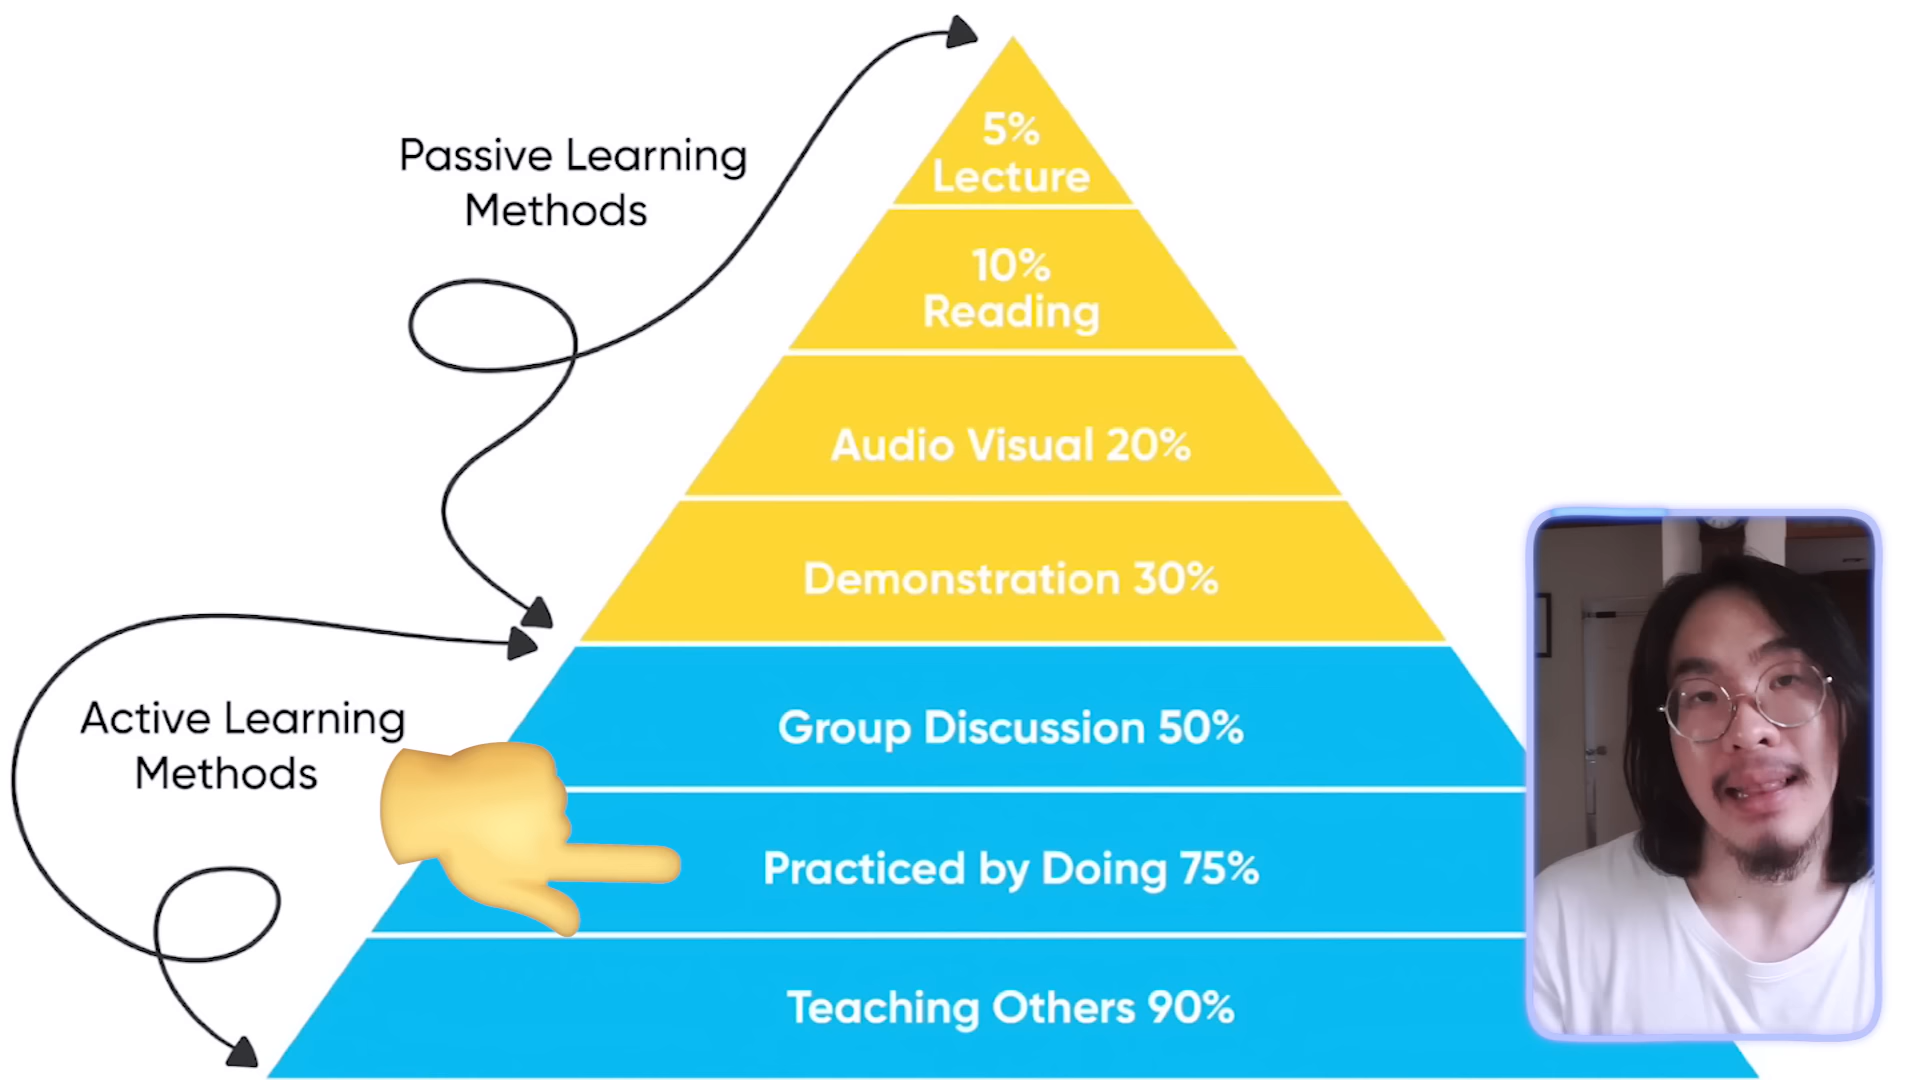 Passive Learning
Methods
5%
Lecture
10%
Reading
Audio Visual 20%
Demonstration 30%
Active Learning
Methods
Group Discussion 50%
Practiced by Doing 75%
Teaching Others 90%